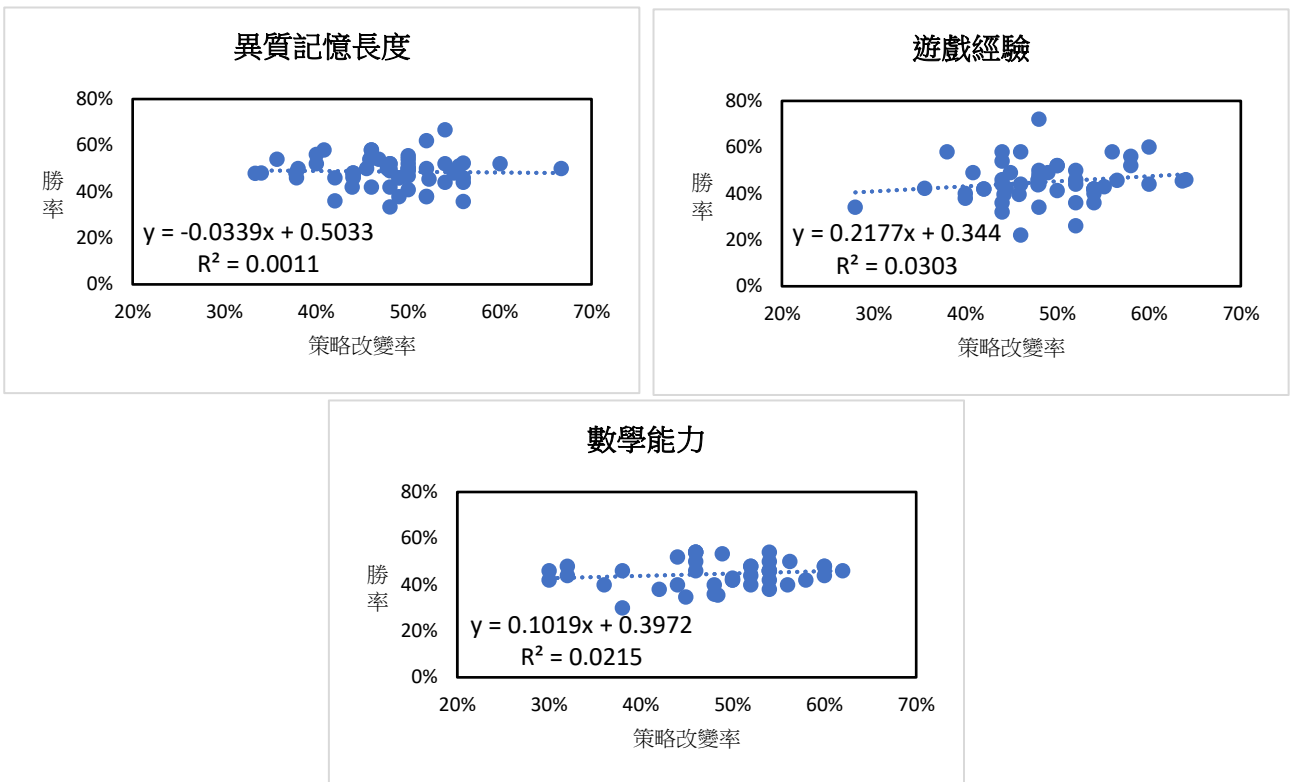 異質記憶長度
80%
60%
40%
20%
0%
勝率
y = -0.0339x + 0.5033
R² = 0.0011
20% 30% 40% 50% 60% 70%
策略改變率
遊戲經驗
80%
60%
40%
20%
0%
勝率
y = 0.2177x + 0.344
R² = 0.0303
20% 30% 40% 50% 60% 70%
策略改變率
數學能力
80%
60%
40%
20%
0%
勝率
y = 0.1019x + 0.3972
R² = 0.0215
20% 30% 40% 50% 60% 70%
策略改變率